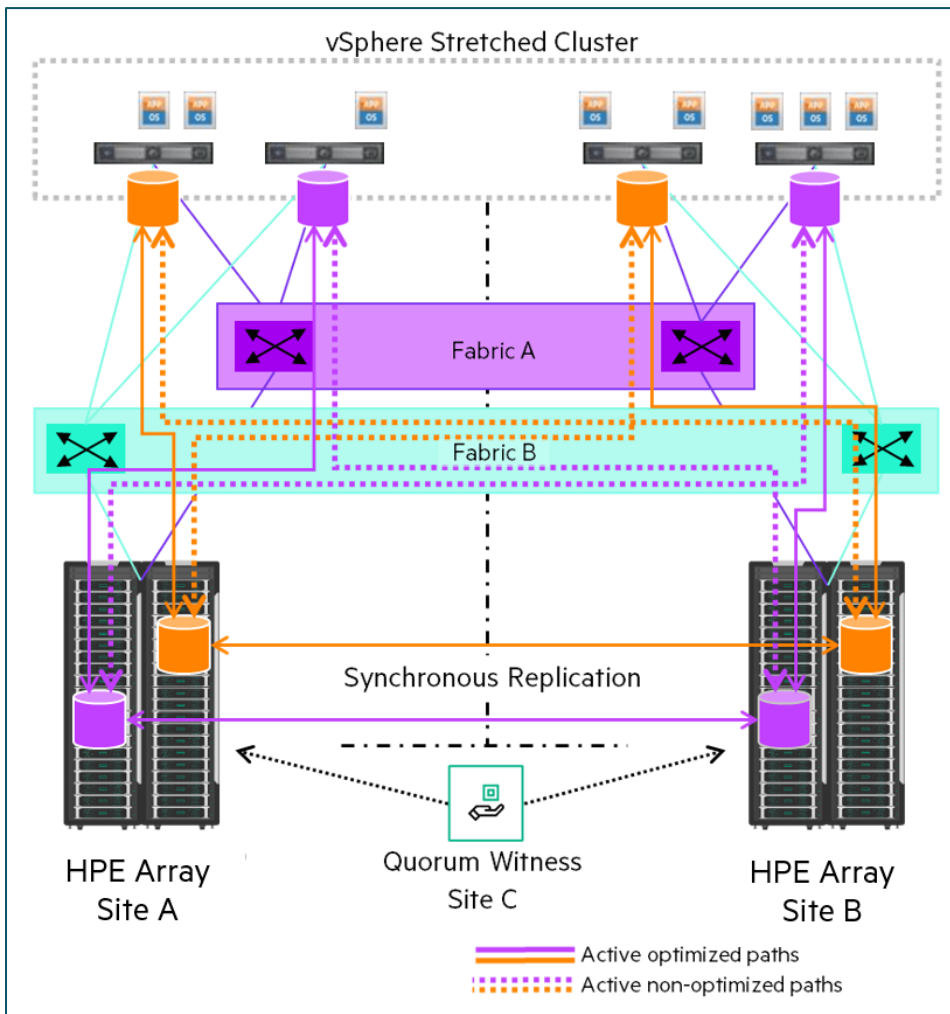 vSphere Stretched Cluster
APP
OS
APP
OS
APP
OS
APP
OS
APP
OS
APP
OS
APP
OS
APP
OS
Fabric A
Fabric B
Synchronous Replication
HPE Array
Site A
Quorum Witness
Site C
HPE Array
Site B
Active optimized paths
Active non-optimized paths